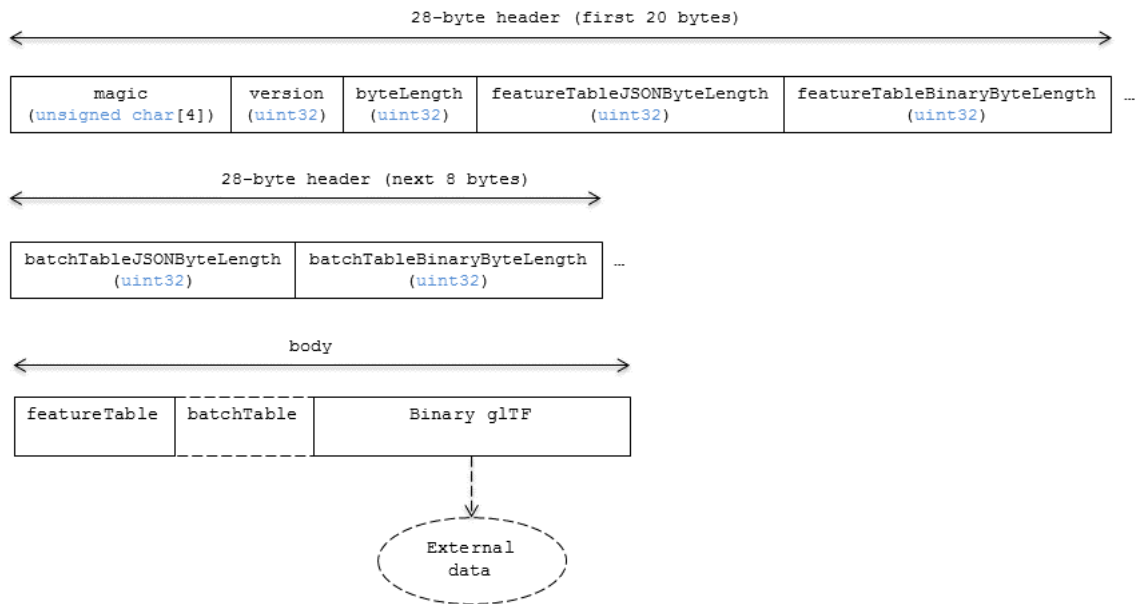 28-byte header (first 20 bytes)
magic version byteLength featureTableJSONByteLength featureTableBinaryByteLength …
(unsigned char[4]) (uint32) (uint32) (uint32) (uint32)
28-byte header (next 8 bytes)
batchTableJSONByteLength batchTableBinaryByteLength …
(uint32) (uint32)
body
featureTable batchTable Binary glTF
External
data